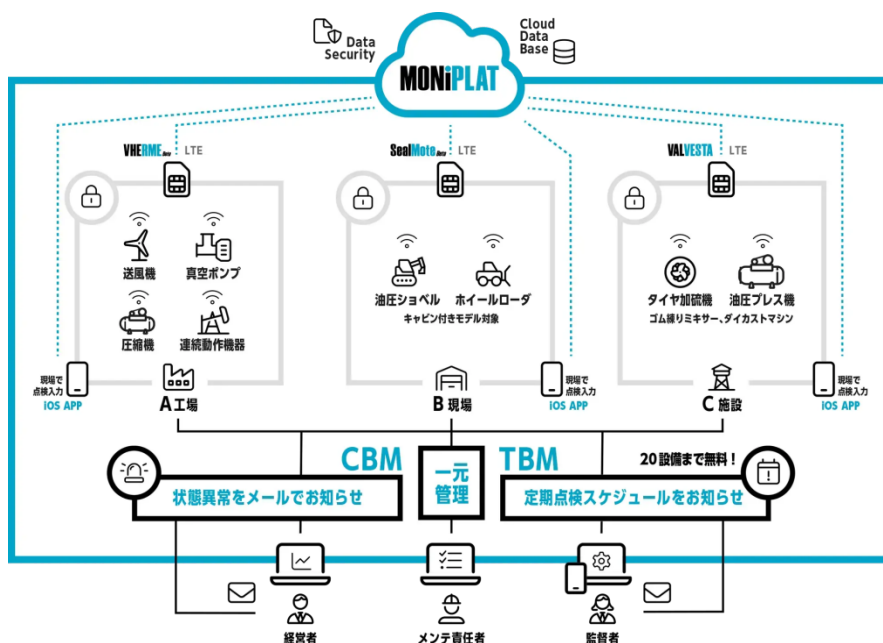 Data
Security
Cloud
Data
Base
MONiPLAT
VHERME Beta LTE
SealMoto Beta LTE
VALVESTA LTE
送風機
真空ポンプ
圧縮機
連続動作機器
油圧ショベル
ホイールローダ
キャビン付きモデル対象
タイヤ加硫機
油圧プレス機
ゴム練りミキサー、ダイカストマシン
現場で
点検入力
iOS APP
A工場
B 現場
現場で
点検入力
iOS APP
C 施設
現場で
点検入力
iOS APP
CBM
状態異常をメールでお知らせ
一元
管理
TBM
20設備まで無料！
定期点検スケジュールをお知らせ
経営者
メンテ責任者
監督者